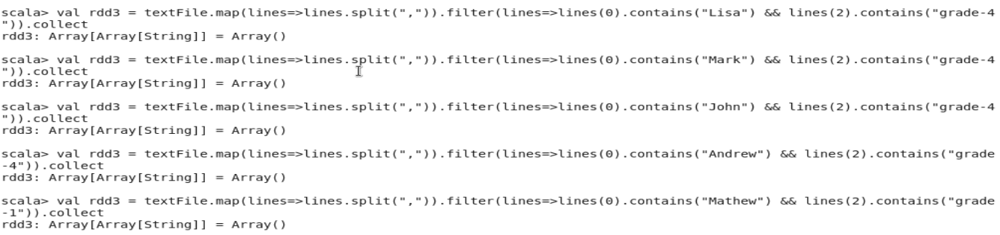 scala> val rdd3 = textFile.map(lines=>lines.split(",")).filter(lines=>lines(0).contains("Lisa") && lines(2).contains("grade-4
")).collect
rdd3: Array[Array[String]] = Array()
scala> val rdd3 = textFile.map(lines=>lines.split(",")).filter(lines=>lines(0).contains("Mark") && lines(2).contains("grade-4
")).collect
rdd3: Array[Array[String]] = Array()
scala> val rdd3 = textFile.map(lines=>lines.split(",")).filter(lines=>lines(0).contains("John") && lines(2).contains("grade-4
")).collect
rdd3: Array[Array[String]] = Array()
scala> val rdd3 = textFile.map(lines=>lines.split(",")).filter(lines=>lines(0).contains("Andrew") && lines(2).contains("grade
-4")).collect
rdd3: Array[Array[String]] = Array()
scala> val rdd3 = textFile.map(lines=>lines.split(",")).filter(lines=>lines(0).contains("Mathew") && lines(2).contains("grade
-1")).collect
rdd3: Array[Array[String]] = Array()